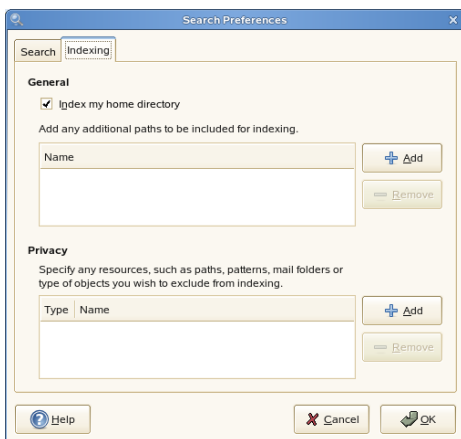 Search Preferences
Search
Indexing
General
Index my home directory
Add any additional paths to be included for indexing.
Name
Add
Remove
Privacy
Specify any resources, such as paths, patterns, mail folders or
type of objects you wish to exclude from indexing.
Type Name
Add
Remove
Help
Cancel
OK